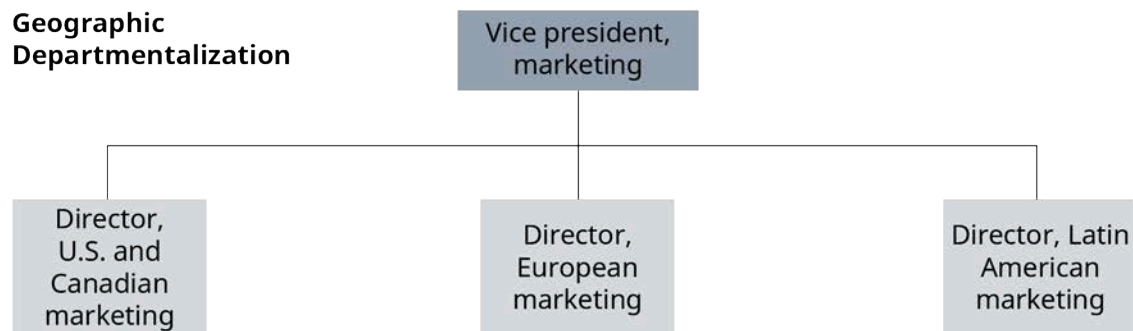 Geographic
Departmentalization
Vice president,
marketing
Director,
U.S. and
Canadian
marketing
Director,
European
marketing
Director, Latin
American
marketing